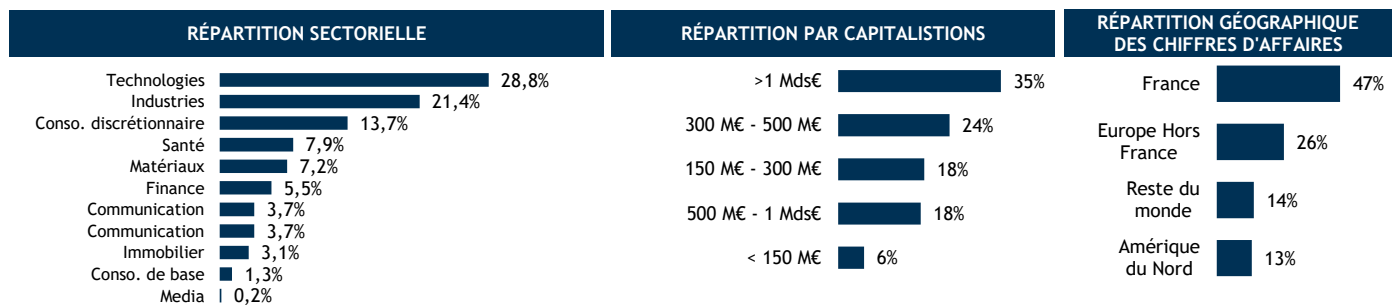 RÉPARTITION SECTORIELLE
Technologies 28,8%
Industries 21,4%
Conso. discrétionnaire 13,7%
Santé 7,9%
Matériaux 7,2%
Finance 5,5%
Communication 3,7%
Communication 3,7%
Immobilier 3,1%
Conso. de base 1,3%
Media 0,2%
RÉPARTITION PAR CAPITALISTIONS
>1 Mds€ 35%
300 M€ - 500 M€ 24%
150 M€ - 300 M€ 18%
500 M€ - 1 Mds€ 18%
< 150 M€ 6%
RÉPARTITION GÉOGRAPHIQUE
DES CHIFFRES D'AFFAIRES
France 47%
Europe Hors
France 26%
Reste du
monde 14%
Amérique
du Nord 13%